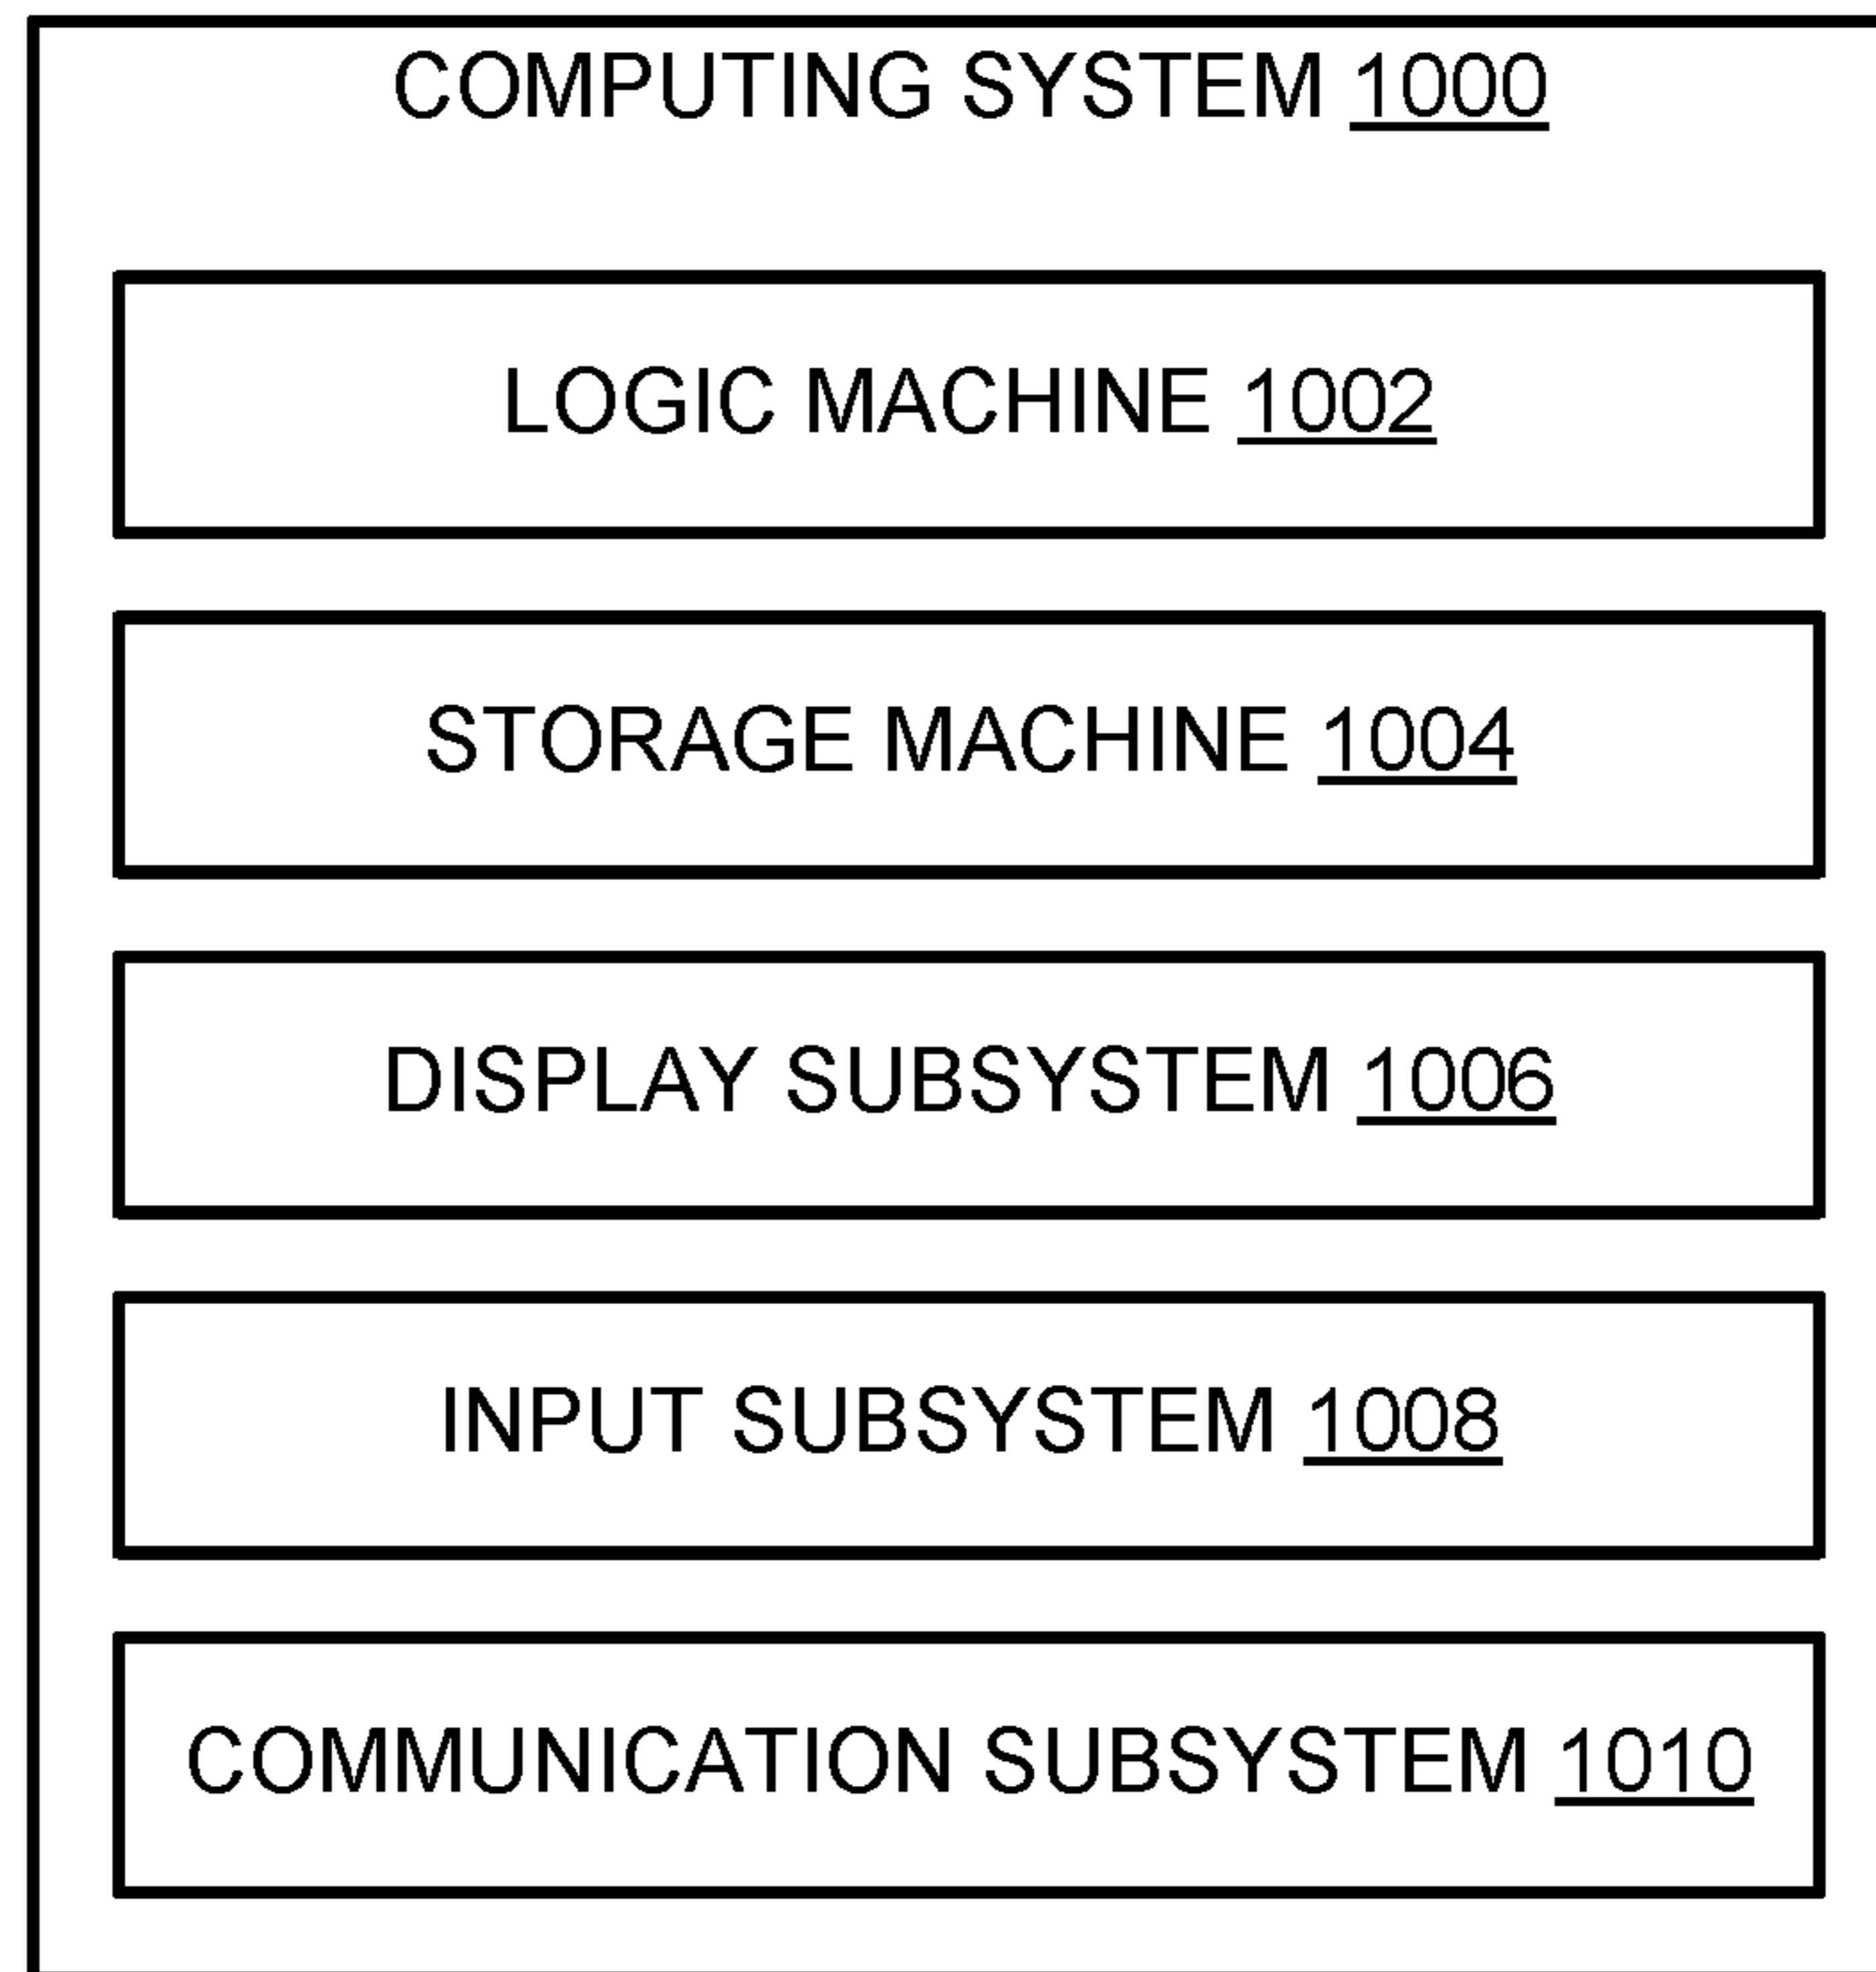 COMPUTING SYSTEM 1000
LOGIC MACHINE 1002
STORAGE MACHINE 1004
DISPLAY SUBSYSTEM 1006
INPUT SUBSYSTEM 1008
COMMUNICATION SUBSYSTEM 1010